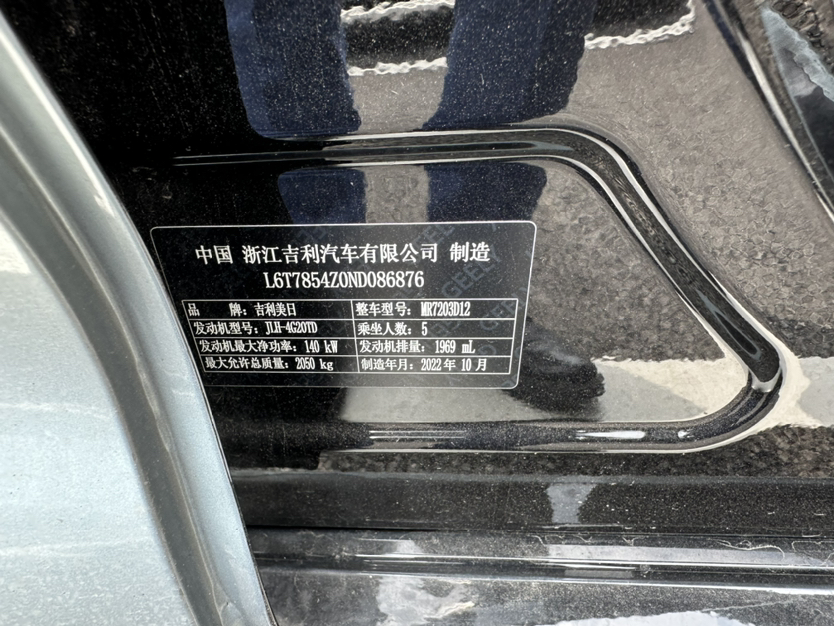 中国 浙江吉利汽车有限公司 制造
L6T7854Z0ND086876
品 牌: 吉利美日 整车型号: MR7203D12
发动机型号: JLH-4G20TD 乘坐人数: 5
发动机最大净功率: 140 kW 发动机排量: 1969 mL
最大允许总质量: 2050 kg 制造年月: 2022 年 10 月